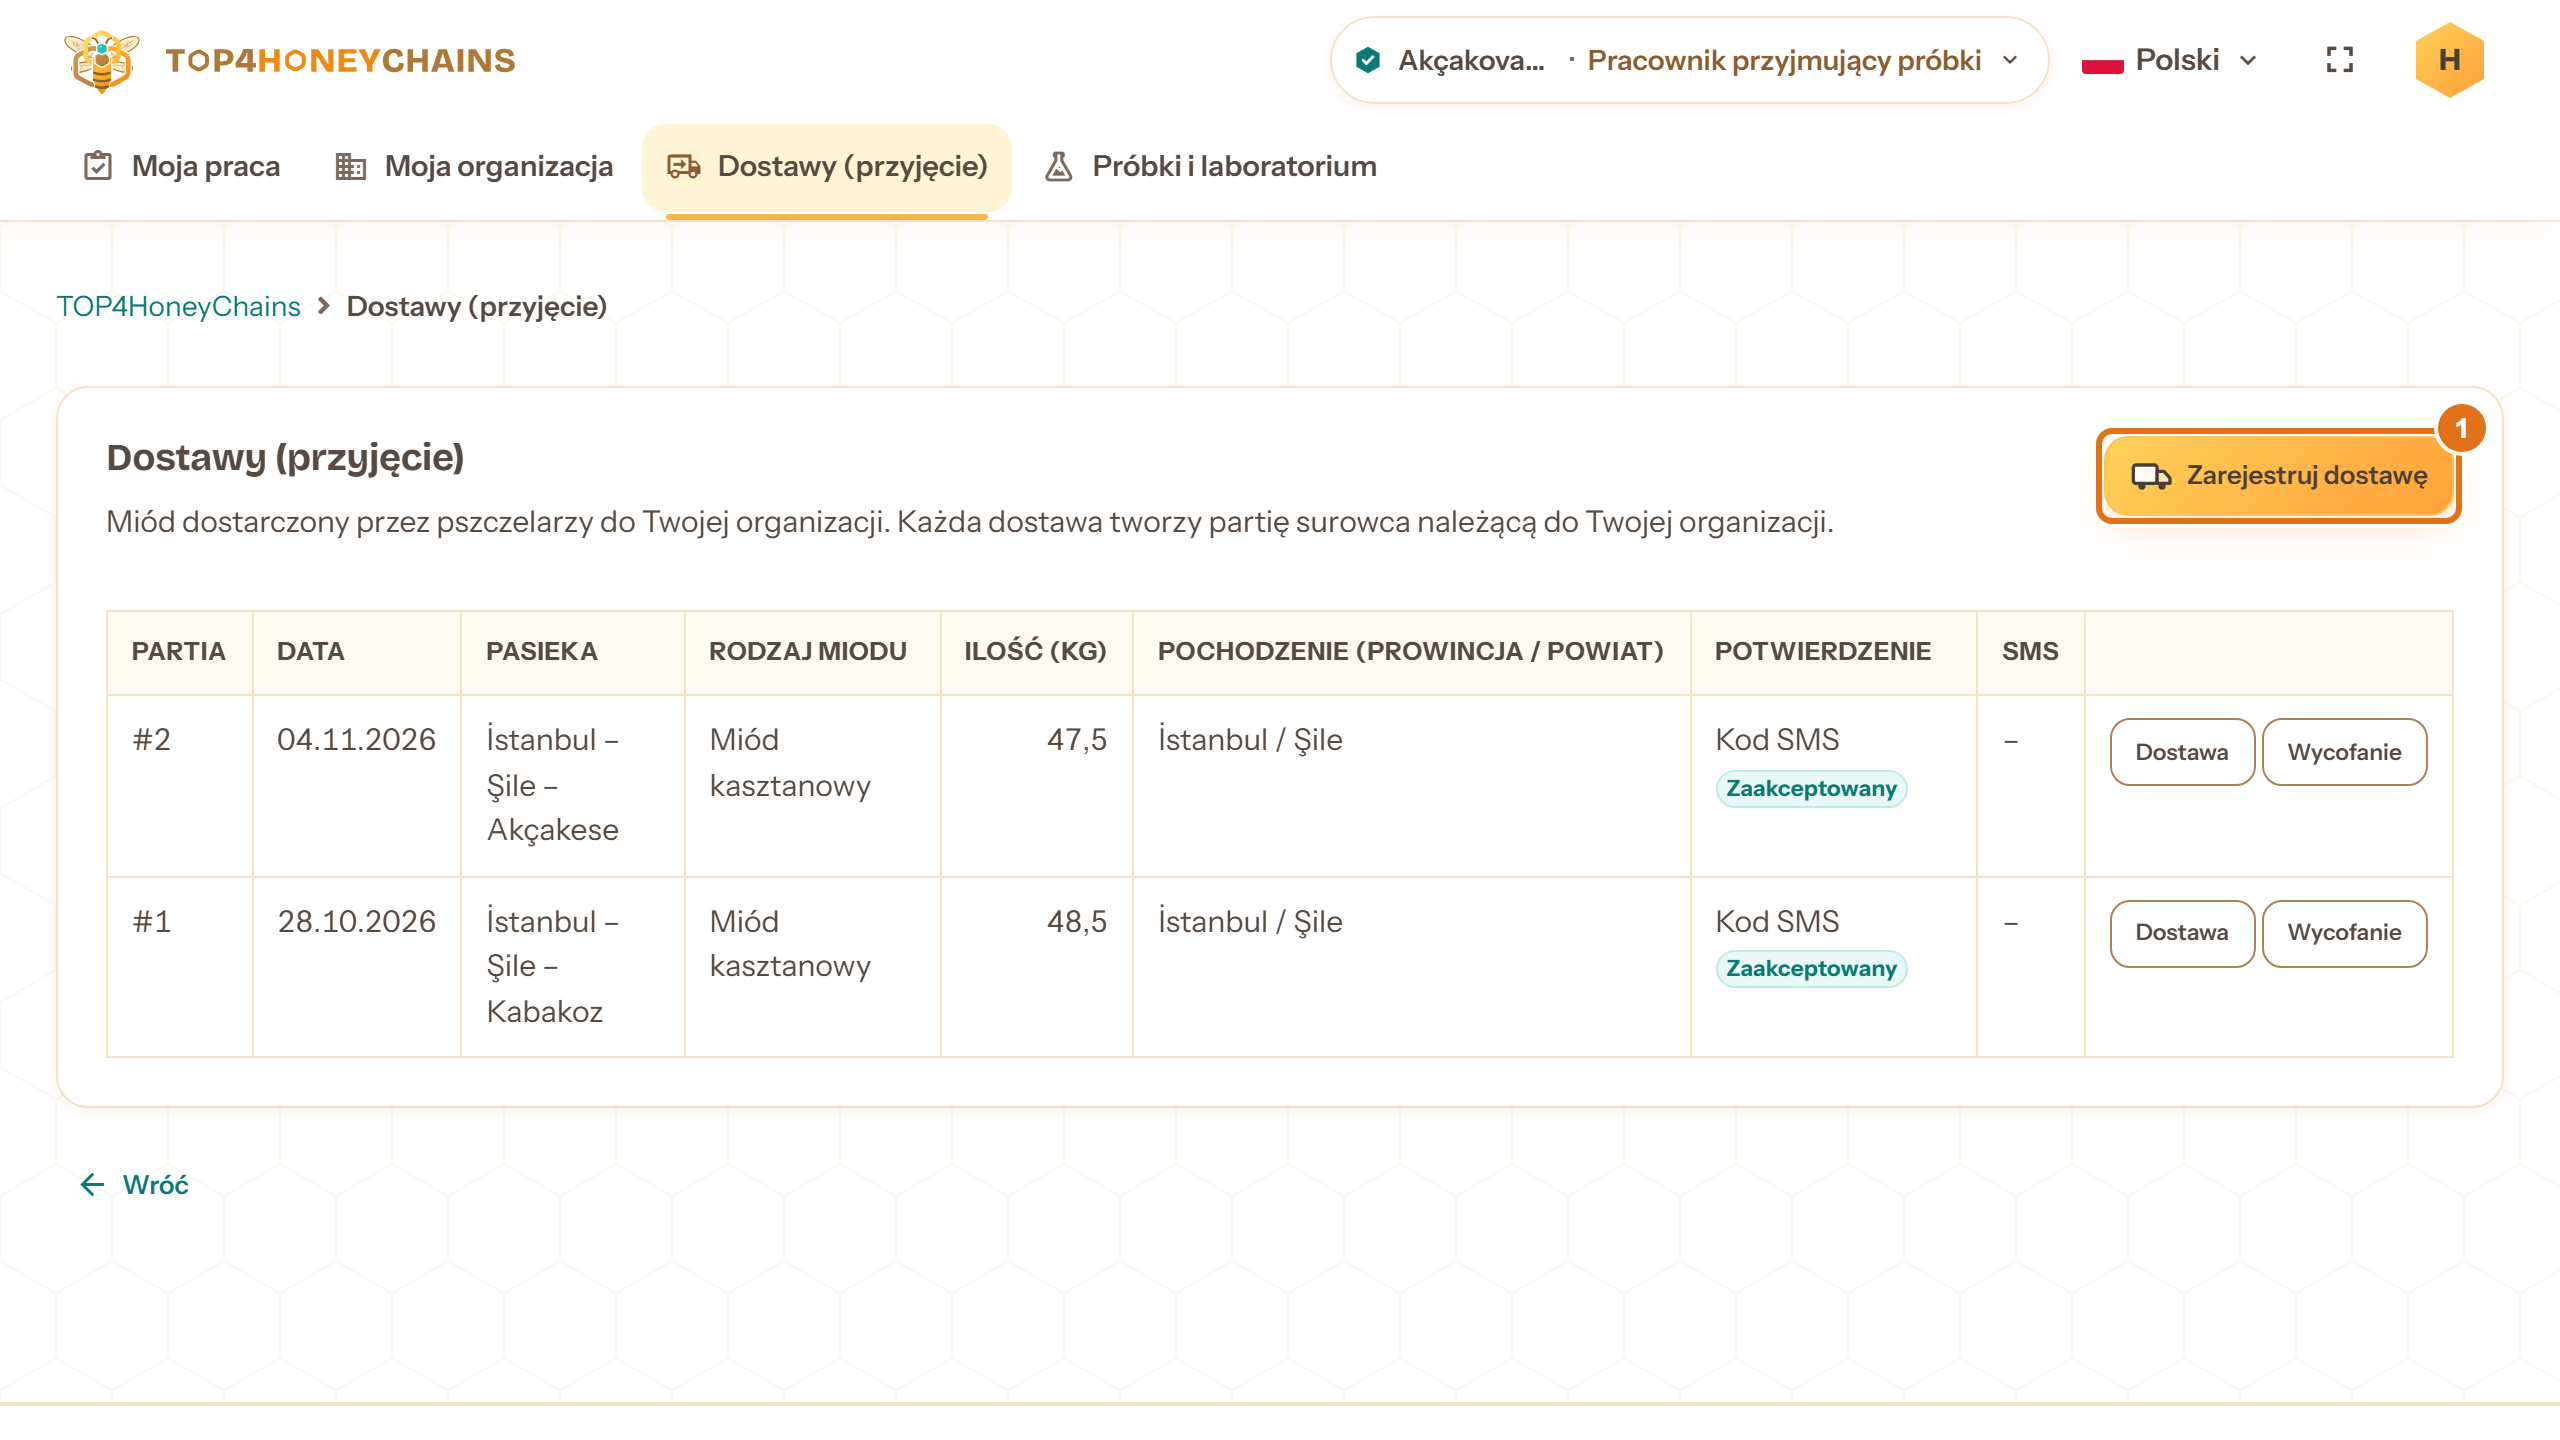 TOP4HONEYCHAINS
Akçakova... · Pracownik przyjmujący próbki
Polski
H
Moja praca
Moja organizacja
Dostawy (przyjęcie)
Próbki i laboratorium
TOP4HoneyChains > Dostawy (przyjęcie)
Dostawy (przyjęcie)
1
Zarejestruj dostawę
Miód dostarczony przez pszczelarzy do Twojej organizacji. Każda dostawa tworzy partię surowca należącą do Twojej organizacji.
PARTIA DATA PASIEKA RODZAJ MIODU ILOŚĆ (KG) POCHODZENIE (PROWINCJA / POWIAT) POTWIERDZENIE SMS
#2 04.11.2026 İstanbul – Miód 47,5 İstanbul / Şile Kod SMS – Dostawa Wycofanie
Şile – kasztanowy Zaakceptowany
Akçakese
#1 28.10.2026 İstanbul – Miód 48,5 İstanbul / Şile Kod SMS – Dostawa Wycofanie
Şile – kasztanowy Zaakceptowany
Kabakoz
Wróć